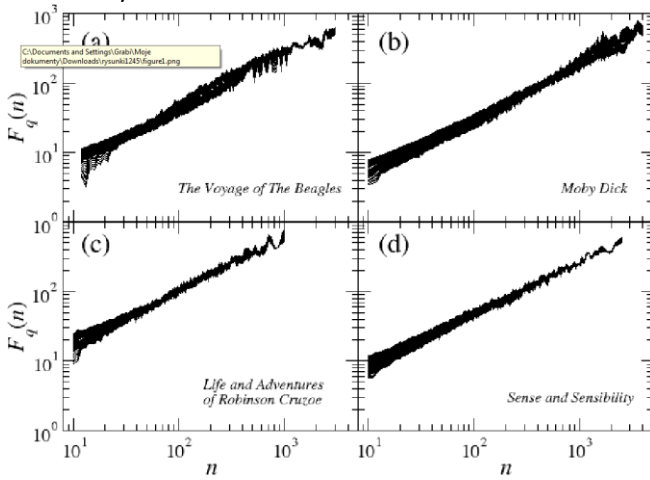 10³
(a)
(b)
C:\Documents and Settings\Grabi\Moje
dokumenty\Downloads\rysunki1245\figure1.png
F_q(n)
10²
10¹
The Voyage of The Beagles
Moby Dick
10⁰
(c)
(d)
F_q(n)
10²
10¹
Life and Adventures
of Robinson Cruzoe
Sense and Sensibility
10⁰
10¹ 10² 10³ 10¹ 10² 10³
n n